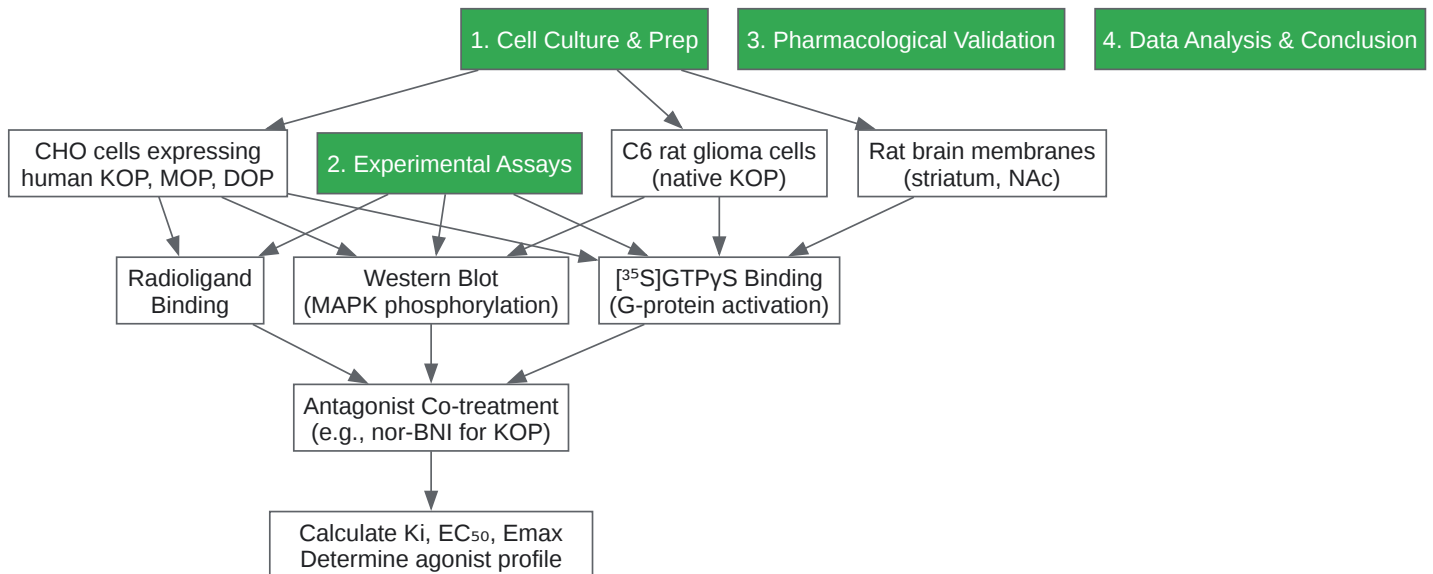 1. Cell Culture & Prep
3. Pharmacological Validation
4. Data Analysis & Conclusion
CHO cells expressing
human KOP, MOP, DOP
2. Experimental Assays
C6 rat glioma cells
(native KOP)
Rat brain membranes
(striatum, NAc)
Radioligand
Binding
Western Blot
(MAPK phosphorylation)
[³⁵S]GTPγS Binding
(G-protein activation)
Antagonist Co-treatment
(e.g., nor-BNI for KOP)
Calculate Ki, EC₅₀, Emax
Determine agonist profile